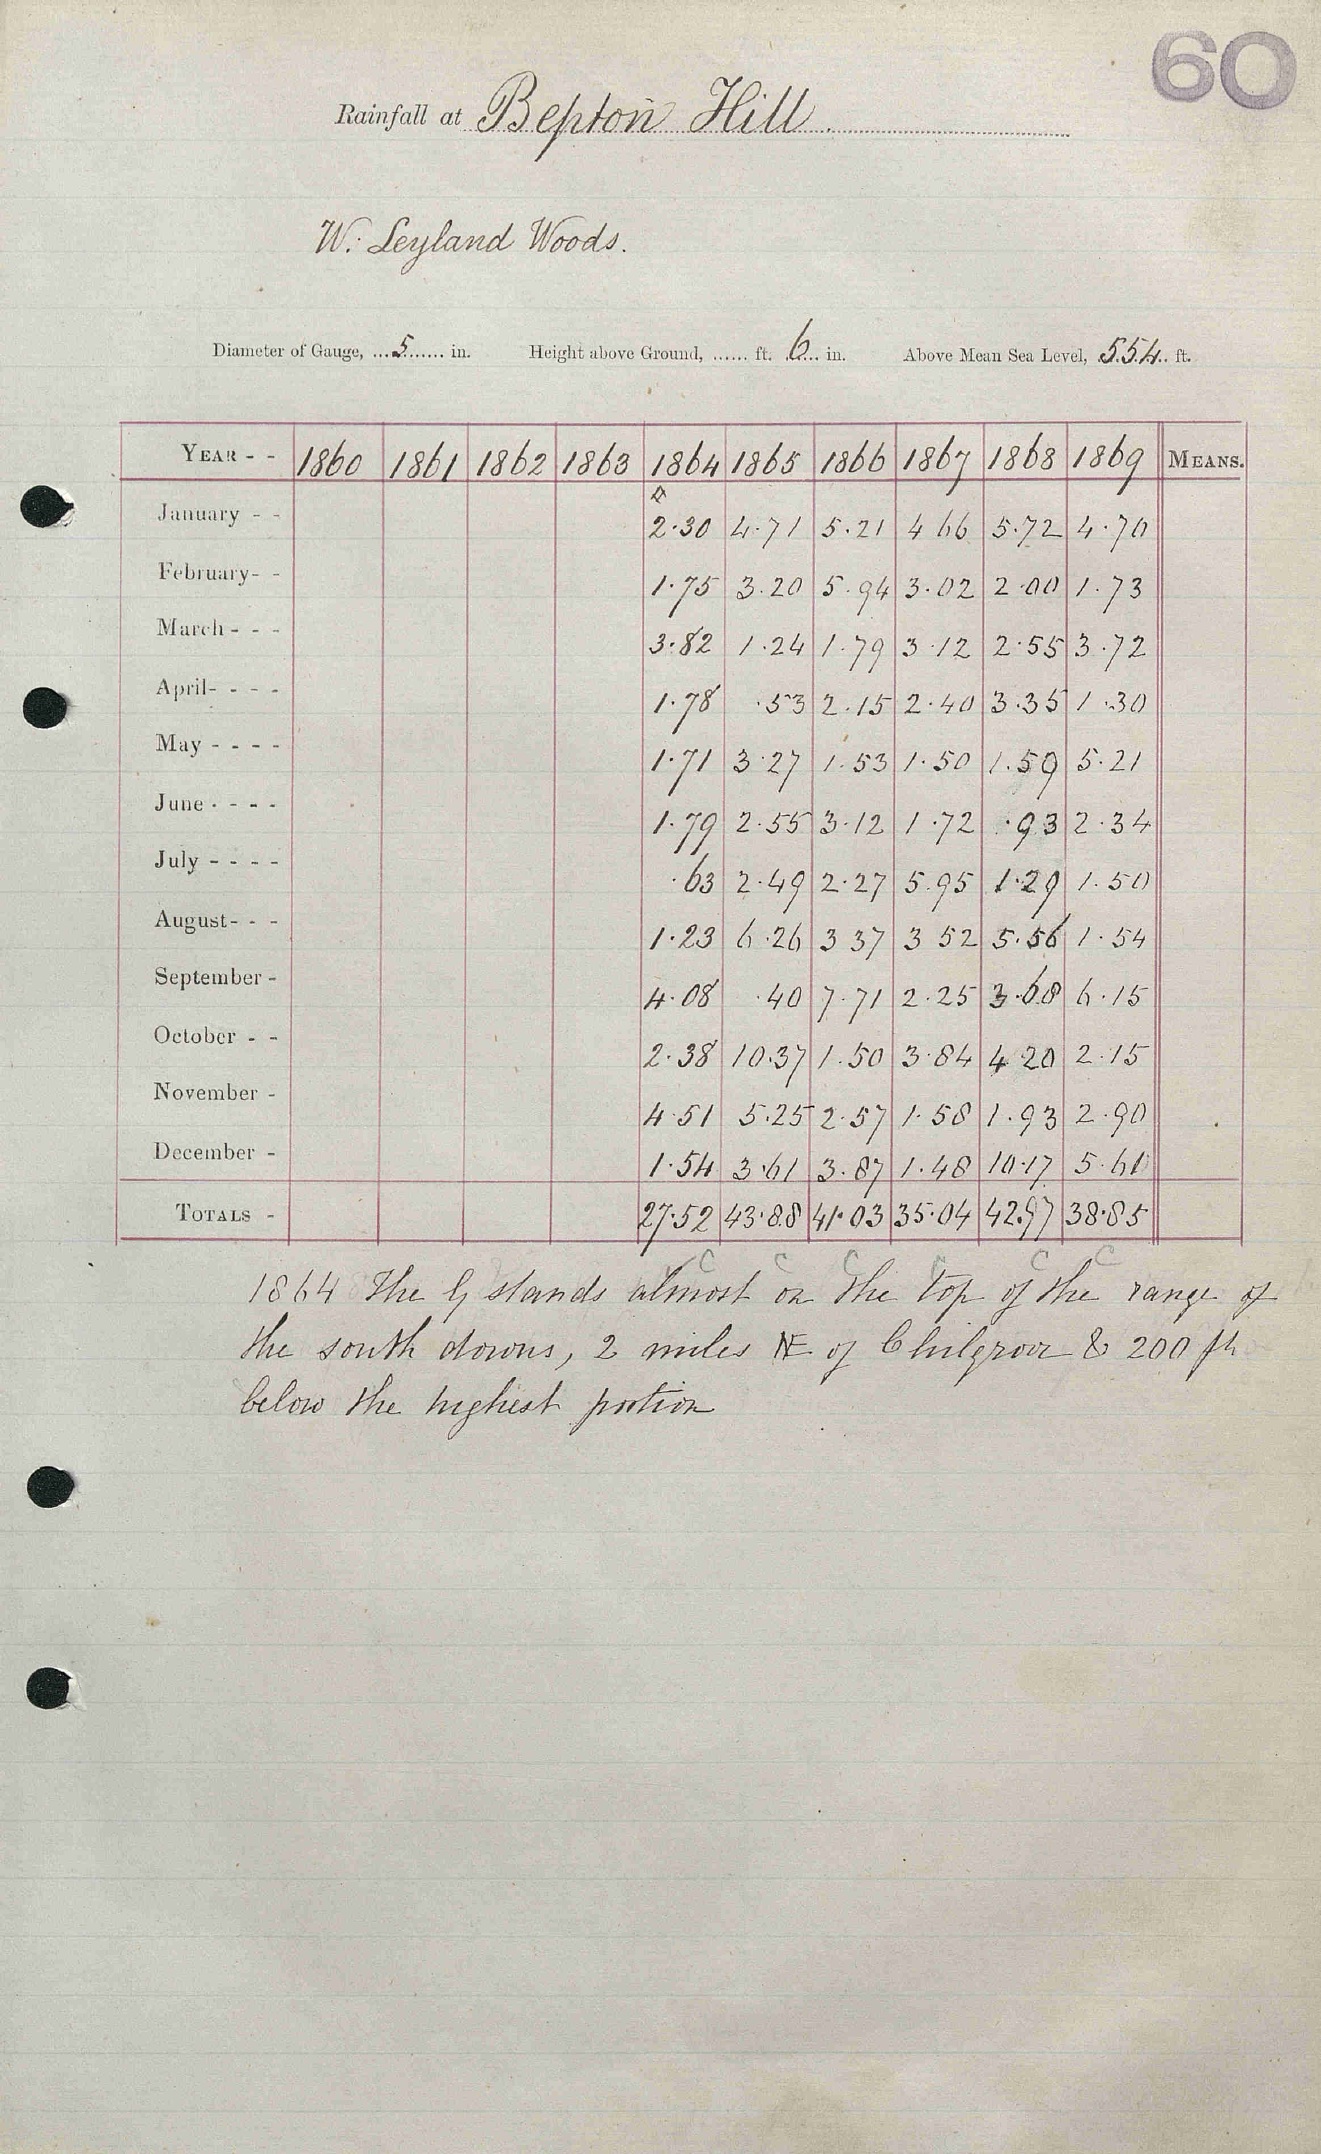 60
Rainfall at Bepton Hill.
W. Leyland Woods.
Diameter of Gauge, ...5...... in. Height above Ground, ...... ft. 6... in. Above Mean Sea Level, 554.. ft.
YEAR - - 1860 1861 1862 1863 1864 1865 1866 1867 1868 1869 MEANS.
January - - 2.30 4.71 5.21 4 66 5.72 4.70
February- - 1.75 3.20 5.94 3.02 2.00 1.73
March - - - 3.82 1.24 1.79 3.12 2.55 3.72
April- - - - 1.78 .53 2.15 2.40 3.35 1.30
May - - - - 1.71 3.27 1.53 1.50 1.59 5.21
June - - - - 1.79 2.55 3.12 1.72 .93 2.34
July - - - - .63 2.49 2.27 5.95 1.29 1.50
August- - - 1.23 6.26 3 37 3 52 5.56 1.54
September - 4.08 .40 7.71 2.25 3.68 6.15
October - - 2.38 10.37 1.50 3.84 4 20 2.15
November - 4.51 5.25 2.57 1.58 1.93 2.90
December - 1.54 3.61 3.87 1.48 10.17 5.61
TOTALS - 27.52 43.88 41.03 35.04 42.97 38.85
C C C C C C
1864 The G stands almost on the top of the range of
the south downs, 2 miles NE of Chilgrove & 200 ft
below the highest portion